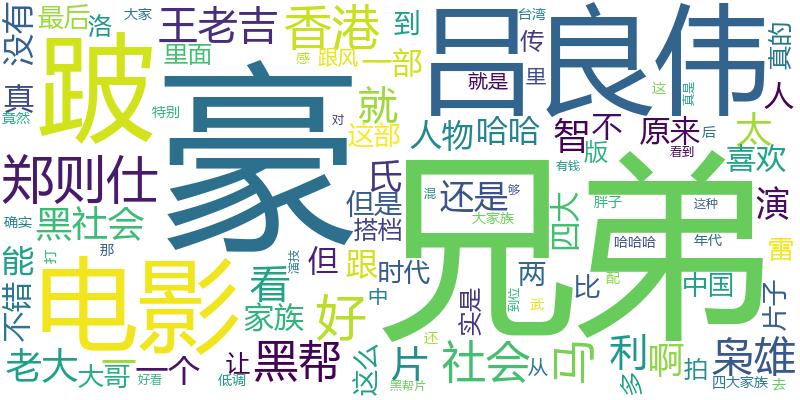 没有
最后
洛
大家
王老吉
香港
到
吕良伟
台湾
真的
里面
感
跟风
一部
传
里
就是
这
真是
跛
豪
真
竟然
特别
对
就
这部
人物
哈哈
智
不
版
原来
后
看到
太
人
喜欢
郑则仕
氏
但是
搭档
混
还是
够
大家族
有钱
四大
胖子
这种
演
确实
黑社会
兄弟
哈哈哈
年代
雷
能
打
那
电影
看
家族
演技
但
跟
时代
中
实是
到位
两
武
比
配
中国
片子
不错
好
老大
大哥
一个
好看
让
低调
黑帮
这么
片
黑帮片
还
社会
从
马
利
多
啊
拍
枭雄
四大家族
去